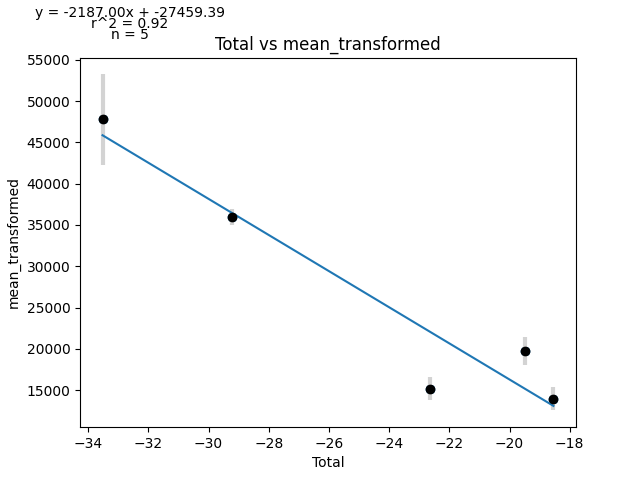 y = -2187.00x + -27459.39
r^2 = 0.92
n = 5
Total vs mean_transformed
55000
50000
45000
40000
35000
30000
25000
20000
15000
mean_transformed
−34 −32 −30 −28 −26 −24 −22 −20 −18
Total